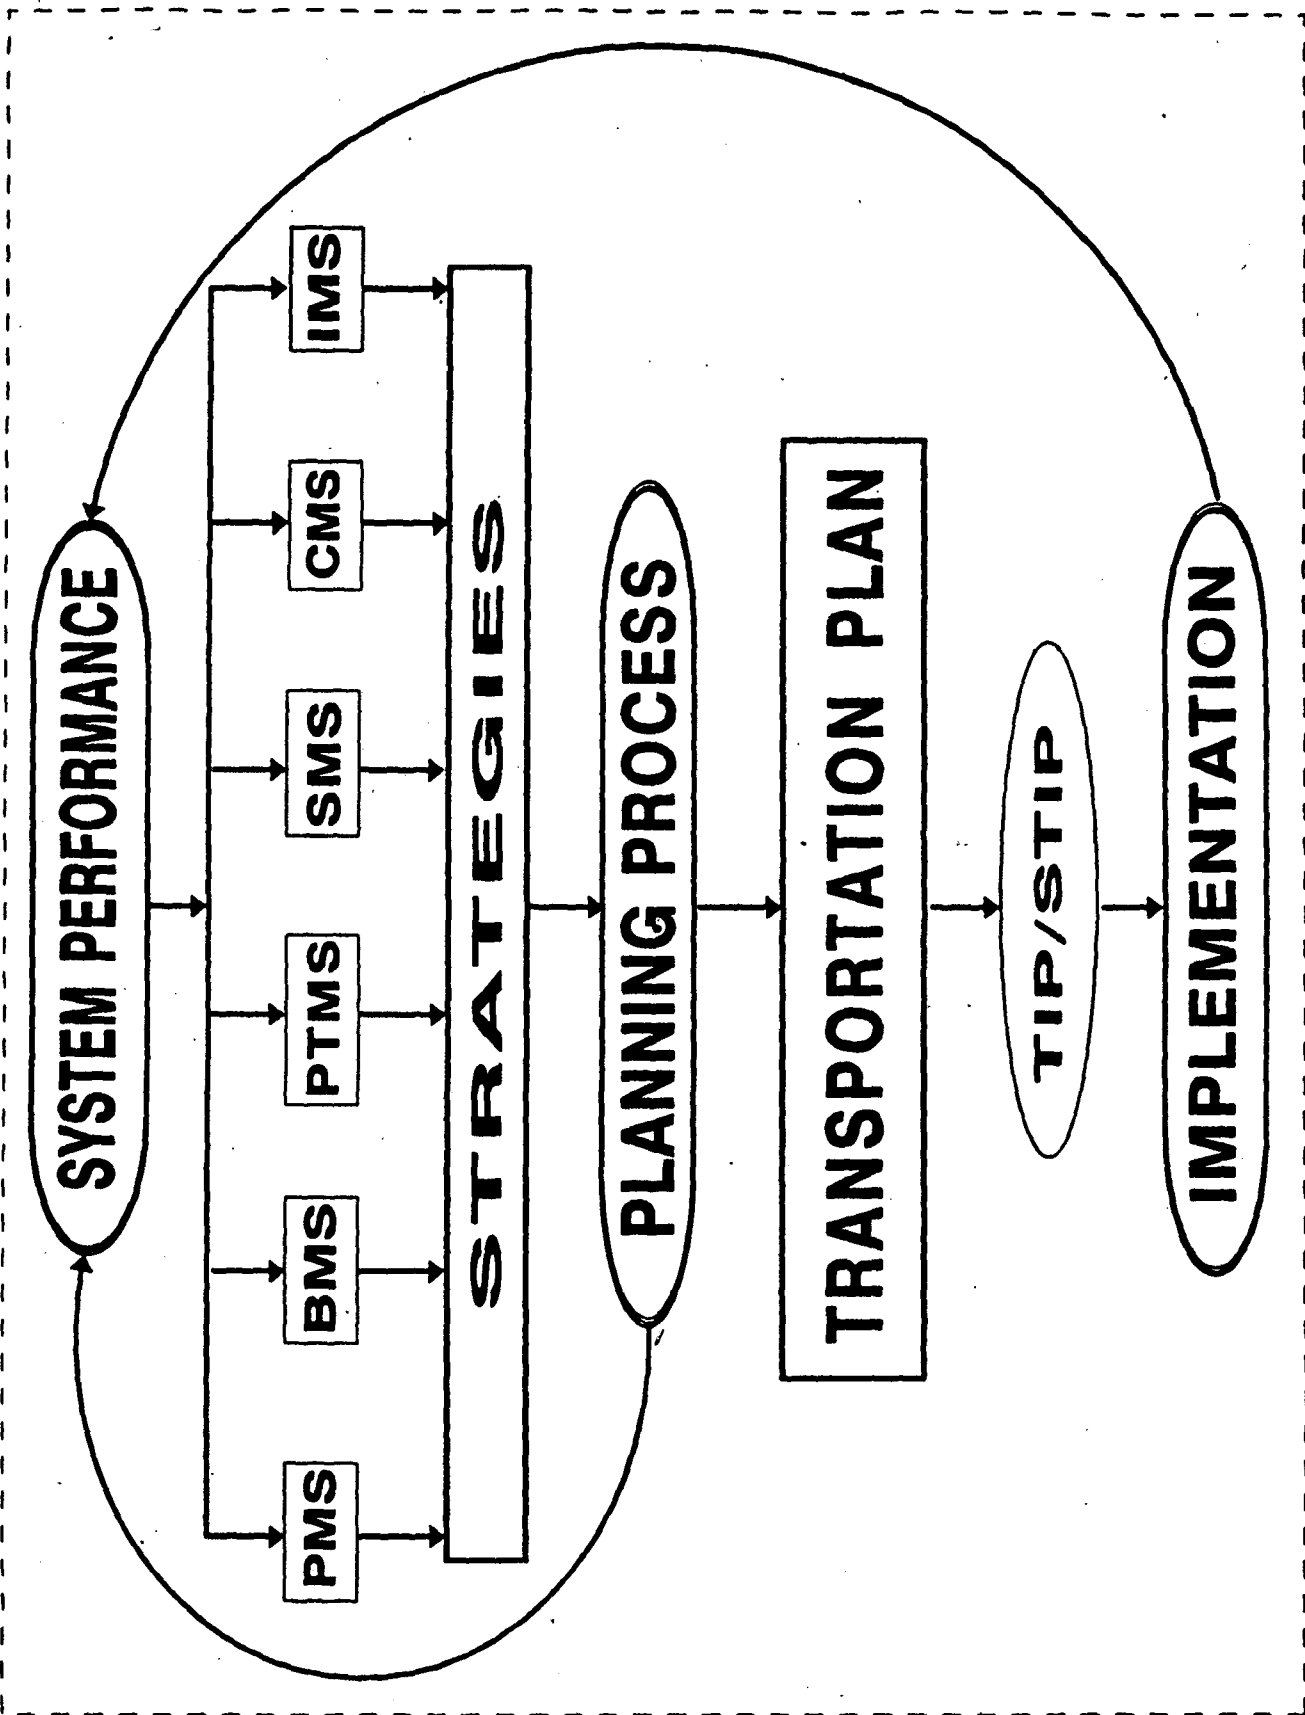 SYSTEM PERFORMANCE
PMS
BMS
PTMS
SMS
CMS
IMS
STRATEGIES
PLANNING PROCESS
TRANSPORTATION PLAN
TIP/STIP
IMPLEMENTATION